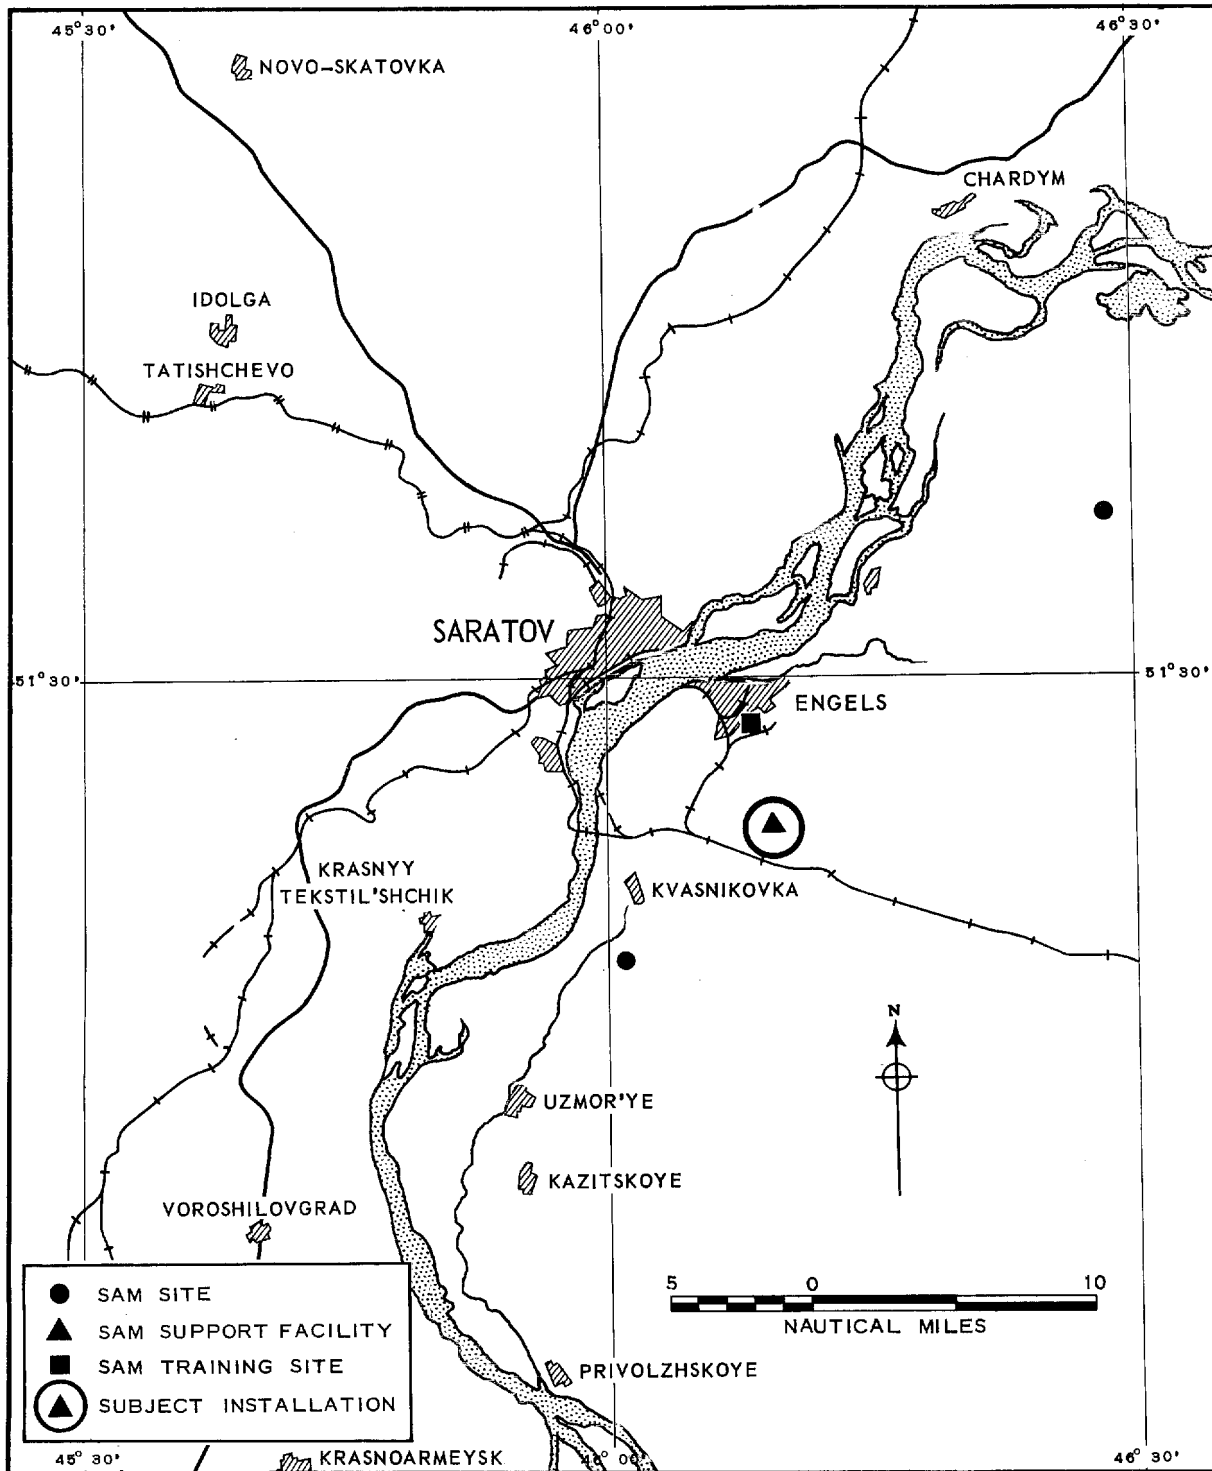 45°30'
46°00'
46°30'
NOVO-SKATOVKA
CHARDYM
IDOLGA
TATISHCHEVO
SARATOV
51°30'
51°30'
ENGELS
KRASNYY
TEKSTIL'SHCHIK
KVASNIKOVKA
N
UZMOR'YE
KAZITSKOYE
VOROSHILOVGRAD
SAM SITE
SAM SUPPORT FACILITY
SAM TRAINING SITE
SUBJECT INSTALLATION
5 0 10
NAUTICAL MILES
PRIVOLZHSKOYE
KRASNOARMEYSK
45°30'
46°00'
46°30'